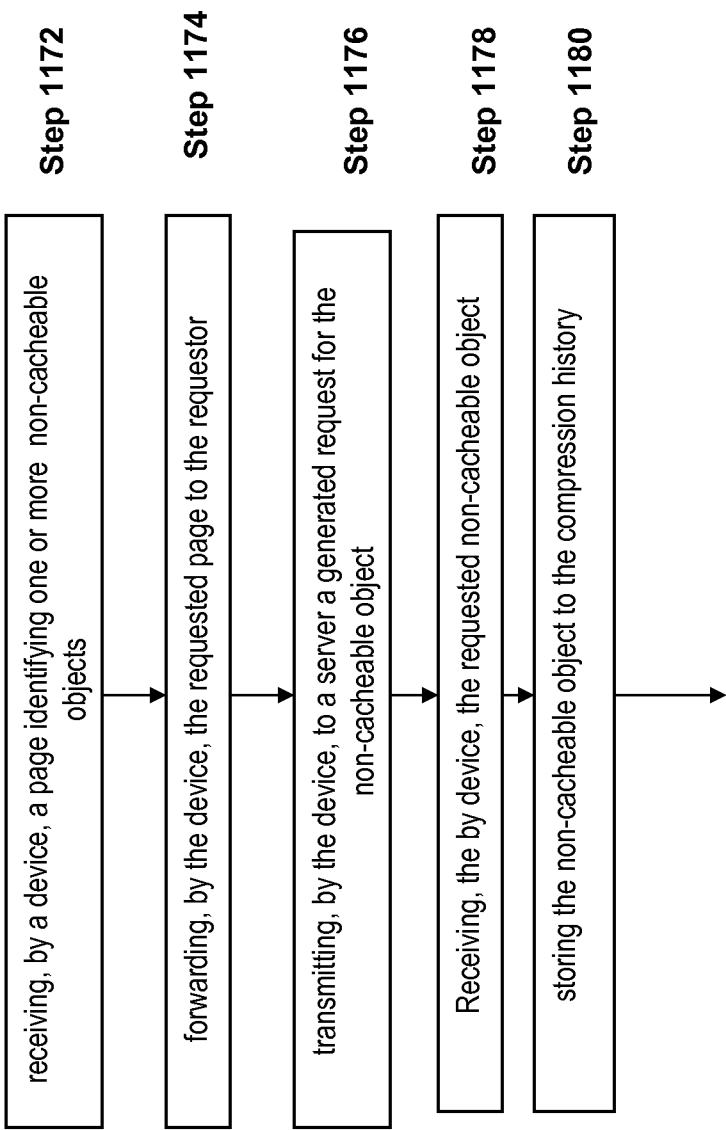 receiving, by a device, a page identifying one or more non-cacheable
objects
Step 1172
forwarding, by the device, the requested page to the requestor
Step 1174
transmitting, by the device, to a server a generated request for the
non-cacheable object
Step 1176
Receiving, the by device, the requested non-cacheable object
Step 1178
storing the non-cacheable object to the compression history
Step 1180